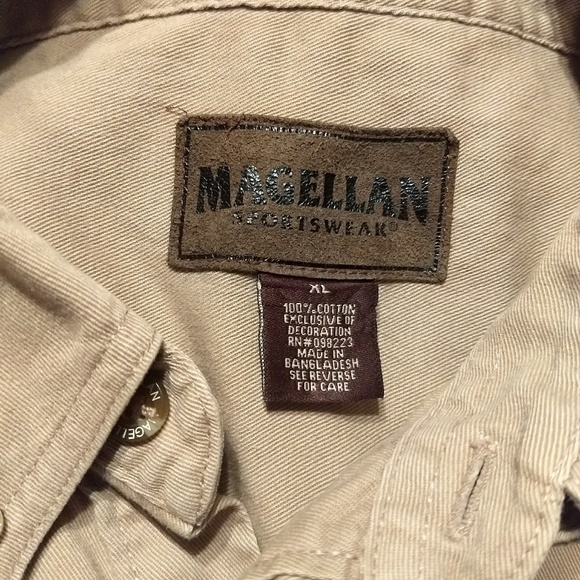 MAGELLAN
SPORTSWEAR®
XL
100% COTTON
EXCLUSIVE OF
DECORATION
RN#098223
MADE IN
BANGLADESH
SEE REVERSE
FOR CARE